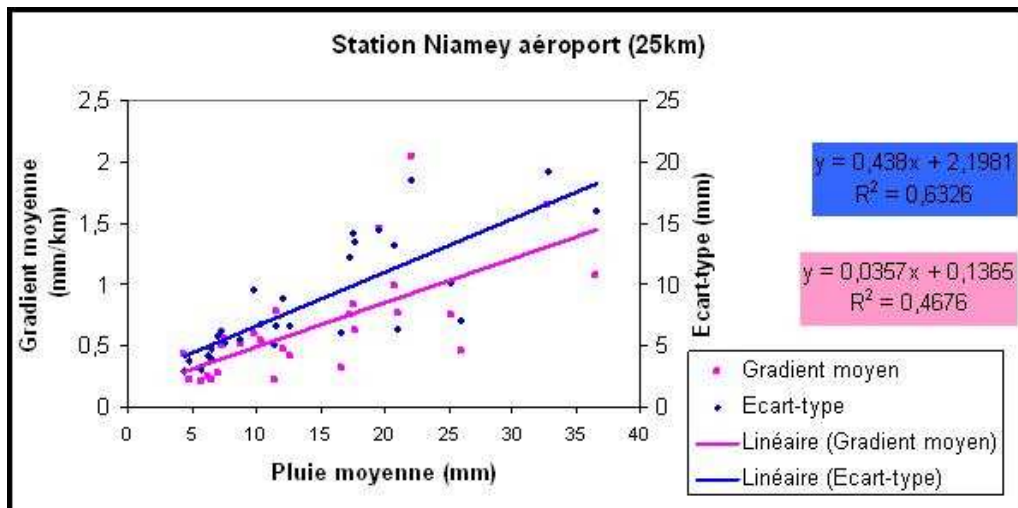 Station Niamey aéroport (25km)
Gradient moyenne
(mm/km)
2,5
2
1,5
1
0,5
0
25
20
15
10
5
0
Ecart-type (mm)
0 5 10 15 20 25 30 35 40
Pluie moyenne (mm)
y = 0,438x + 2,1981
R² = 0,6326
y = 0,0357x + 0,1365
R² = 0,4676
Gradient moyen
Ecart-type
Linéaire (Gradient moyen)
Linéaire (Ecart-type)